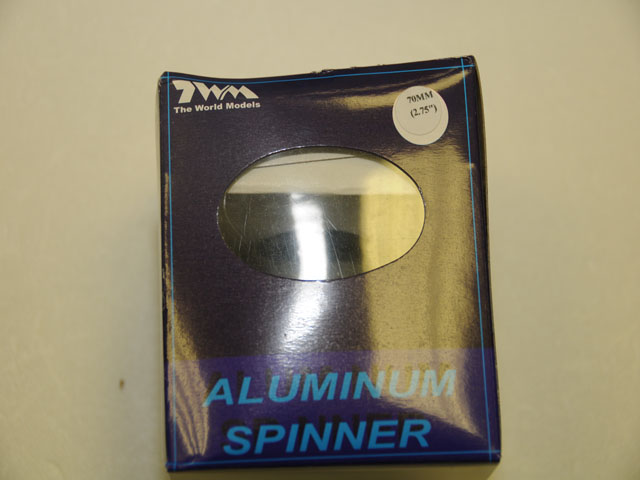 TWM
The World Models
70MM
(2.75")
ALUMINUM
SPINNER